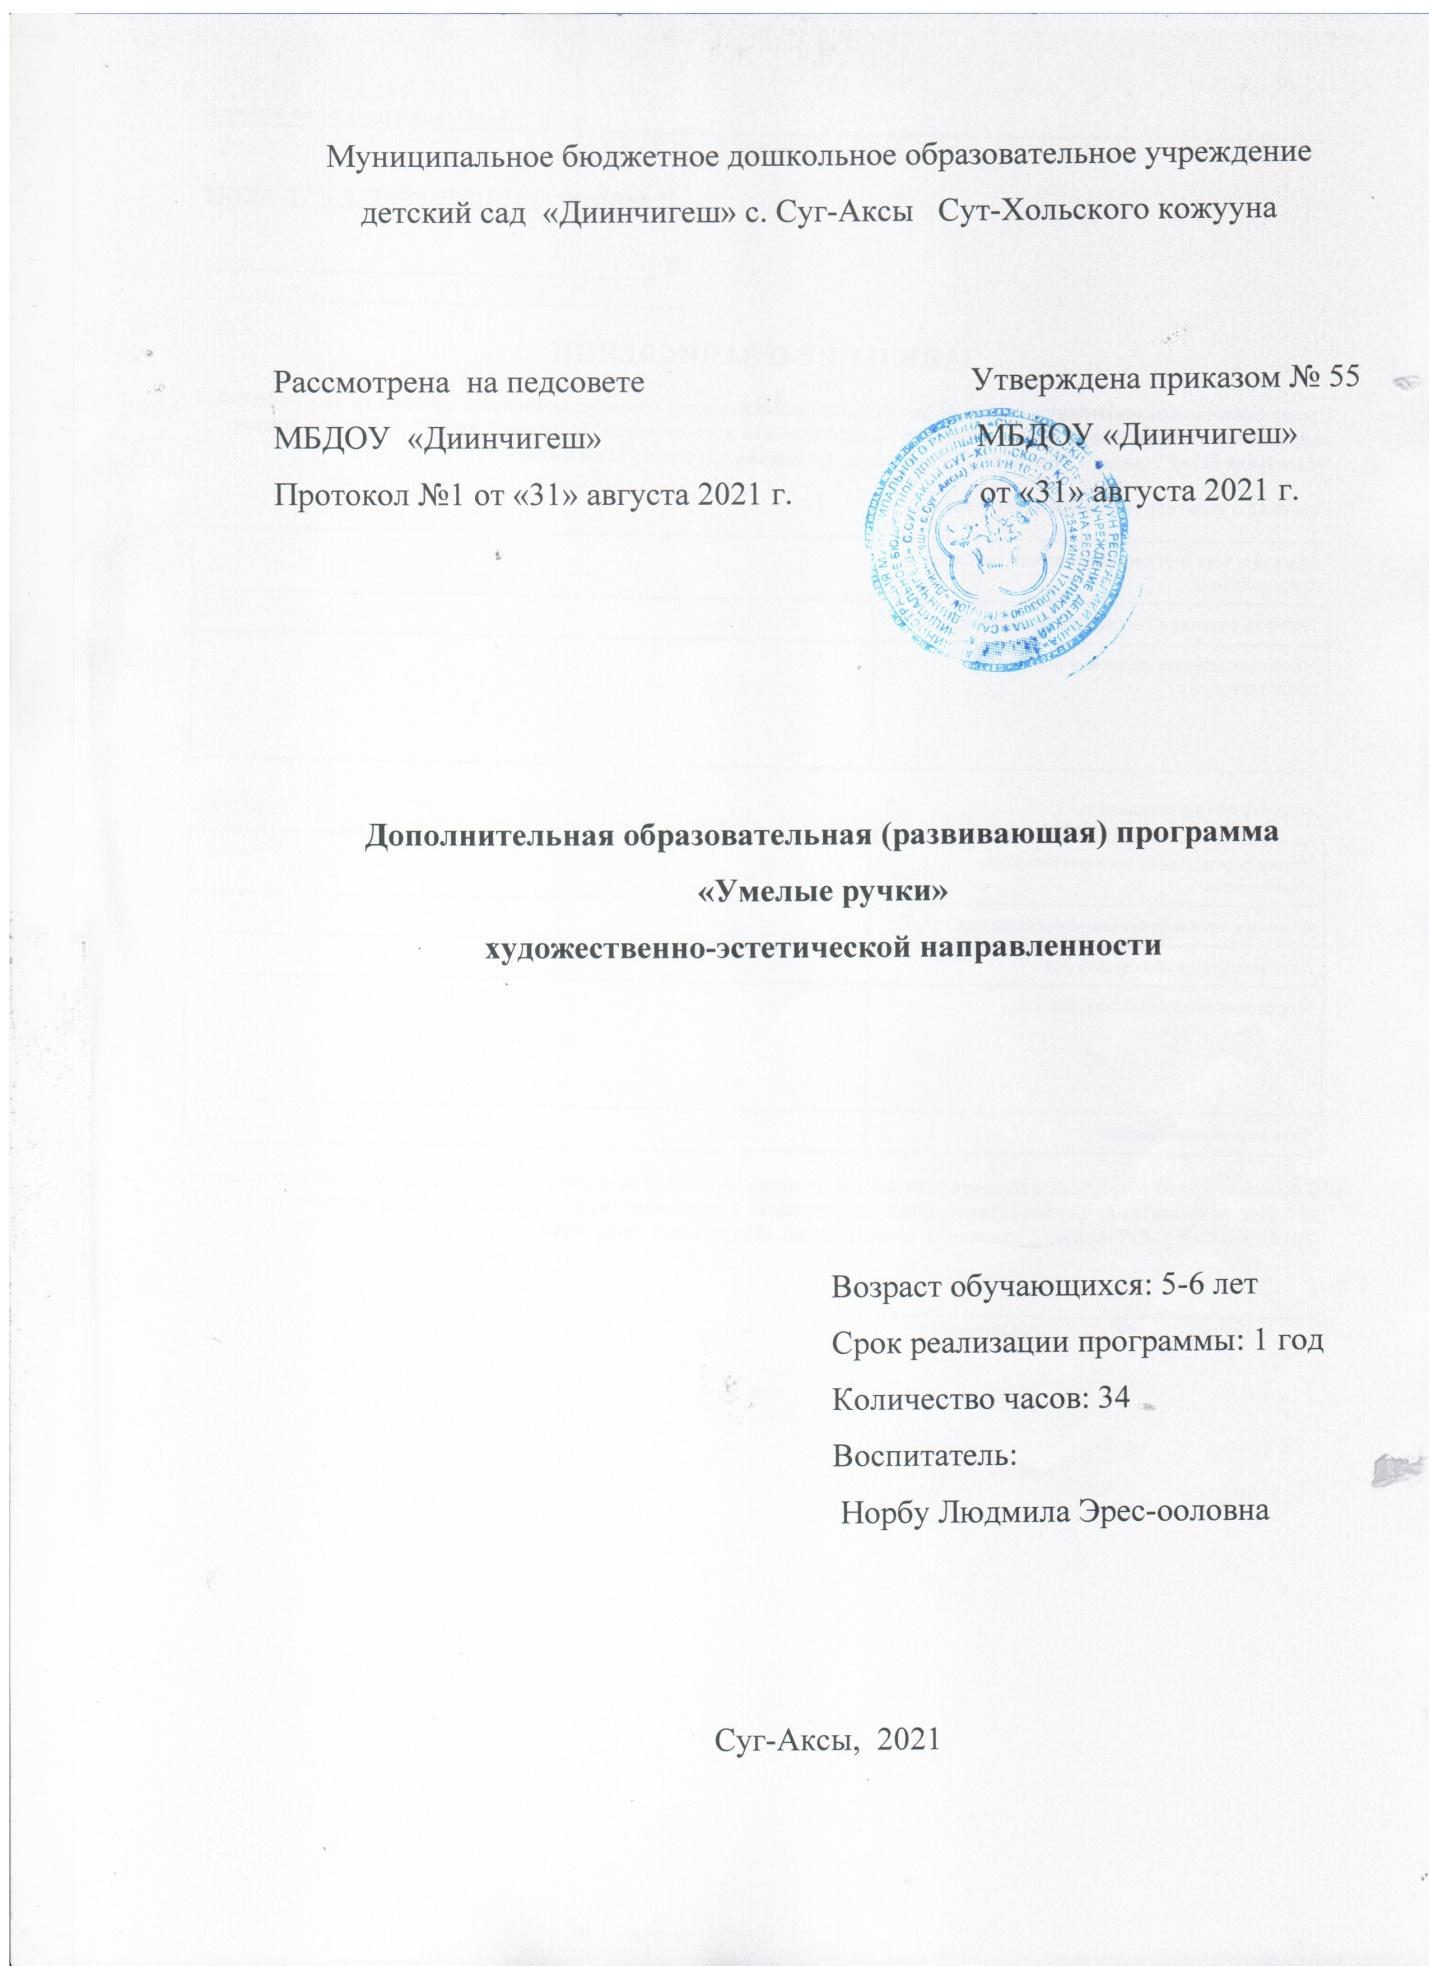 Муниципальное бюджетное дошкольное образовательное учреждение
детский сад «Диинчигеш» с. Суг-Аксы Сут-Хольского кожууна
Рассмотрена на педсовете
МБДОУ «Диинчигеш»
Протокол №1 от «31» августа 2021 г.
Утверждена приказом № 55
МБДОУ «Диинчигеш»
от «31» августа 2021 г.
Дополнительная образовательная (развивающая) программа
«Умелые ручки»
художественно-эстетической направленности
Возраст обучающихся: 5-6 лет
Срок реализации программы: 1 год
Количество часов: 34
Воспитатель:
Норбу Людмила Эрес-ооловна
Суг-Аксы, 2021